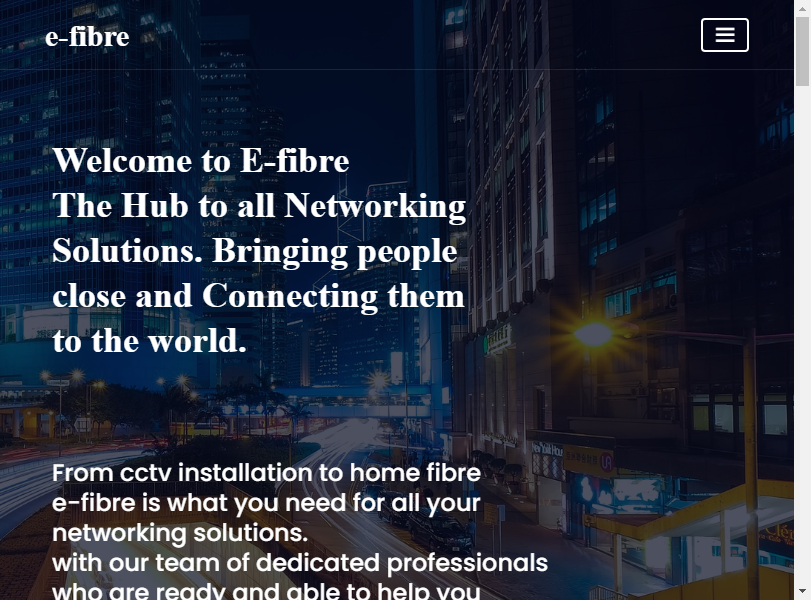 e-fibre
Welcome to E-fibre
The Hub to all Networking
Solutions. Bringing people
close and Connecting them
to the world.
From cctv installation to home fibre
e-fibre is what you need for all your
networking solutions.
with our team of dedicated professionals
who are ready and able to help you